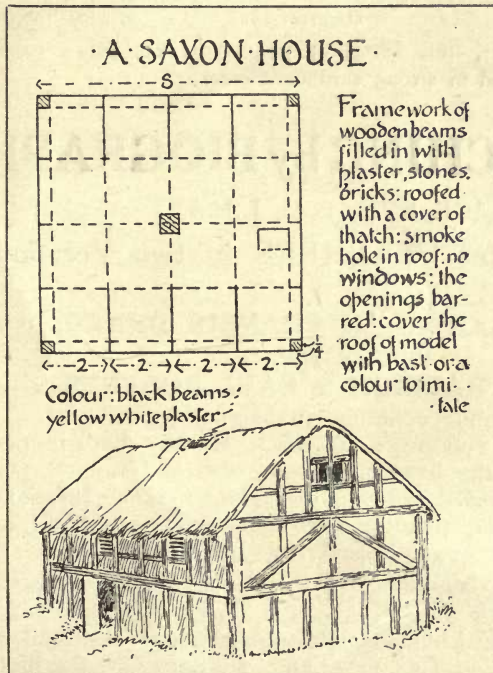 ·A·SAXON·HOUSE·
8
Framework of
wooden beams
filled in with
plaster, stones,
bricks: roofed
with a cover of
thatch: smoke
hole in roof: no
windows: the
openings bar-
red: cover the
roof of model
with bast or a
colour to imi-
tate
1/4
2 2 2 2
Colour: black beams:
yellow white plaster